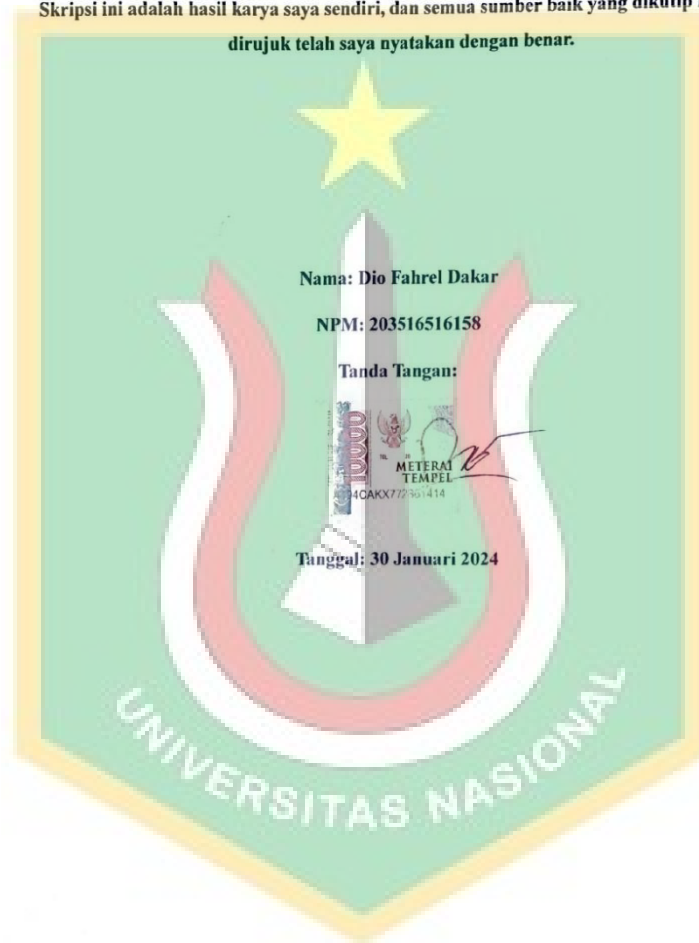 Skripsi ini adalah hasil karya saya sendiri, dan semua sumber baik yang dikutip
dirujuk telah saya nyatakan dengan benar.
Nama: Dio Fahrel Dakar
NPM: 203516516158
Tanda Tangan:
10000
METERAI
TEMPEL
Tanggal: 30 Januari 2024
UNIVERSITAS NASIONAL